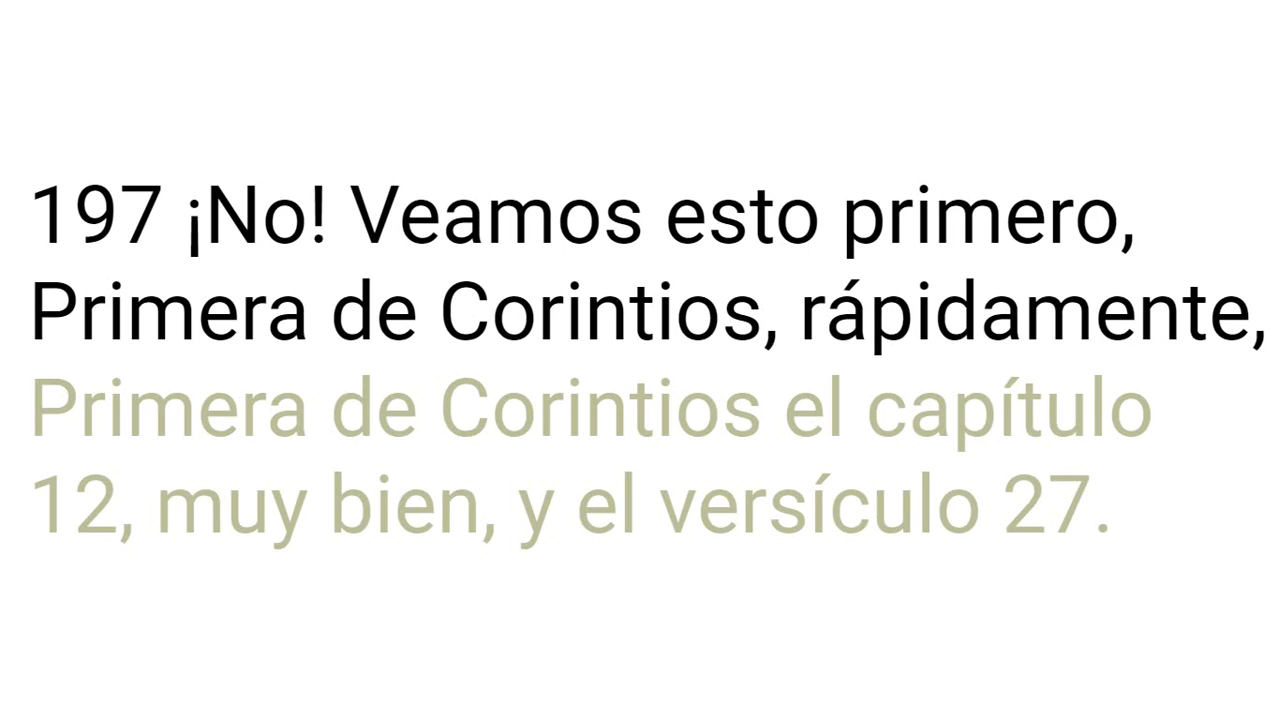 197 ¡No! Veamos esto primero,
Primera de Corintios, rápidamente,
Primera de Corintios el capítulo
12, muy bien, y el versículo 27.